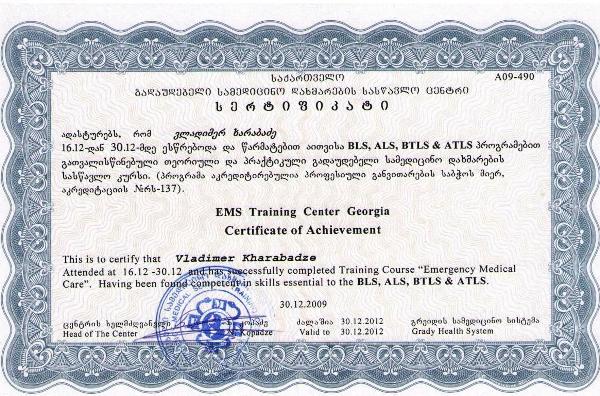 საქართველო A09-490
გადაუდებელი სამედიცინო დახმარების სასწავლო ცენტრი
სერტიფიკატი
ადასტურებს, რომ ვლადიმერ ხარაბაძე
16.12-დან 30.12-მდე ესწრებოდა და წარმატებით აითვისა BLS, ALS, BTLS & ATLS პროგრამებით
გათვალისწინებული თეორიული და პრაქტიკული გადაუდებელი სამედიცინო დახმარების
სასწავლო კურსი. (პროგრამა აკრედიტირებულია პროფესიული განვითარების საბჭოს მიერ,
აკრედიტაციის №რს-137).
EMS Training Center Georgia
Certificate of Achievement
This is to certify that Vladimer Kharabadze
Attended at 16.12 -30.12 and has successfully completed Training Course “Emergency Medical
Care”. Having been found competent in skills essential to the BLS, ALS, BTLS & ATLS.
30.12.2009
ცენტრის ხელმძღვანელი ძალაშია 30.12.2012 გრეიდის სამედიცინო სისტემა
Head of The Center Kopadze Valid to 30.12.2012 Grady Health System